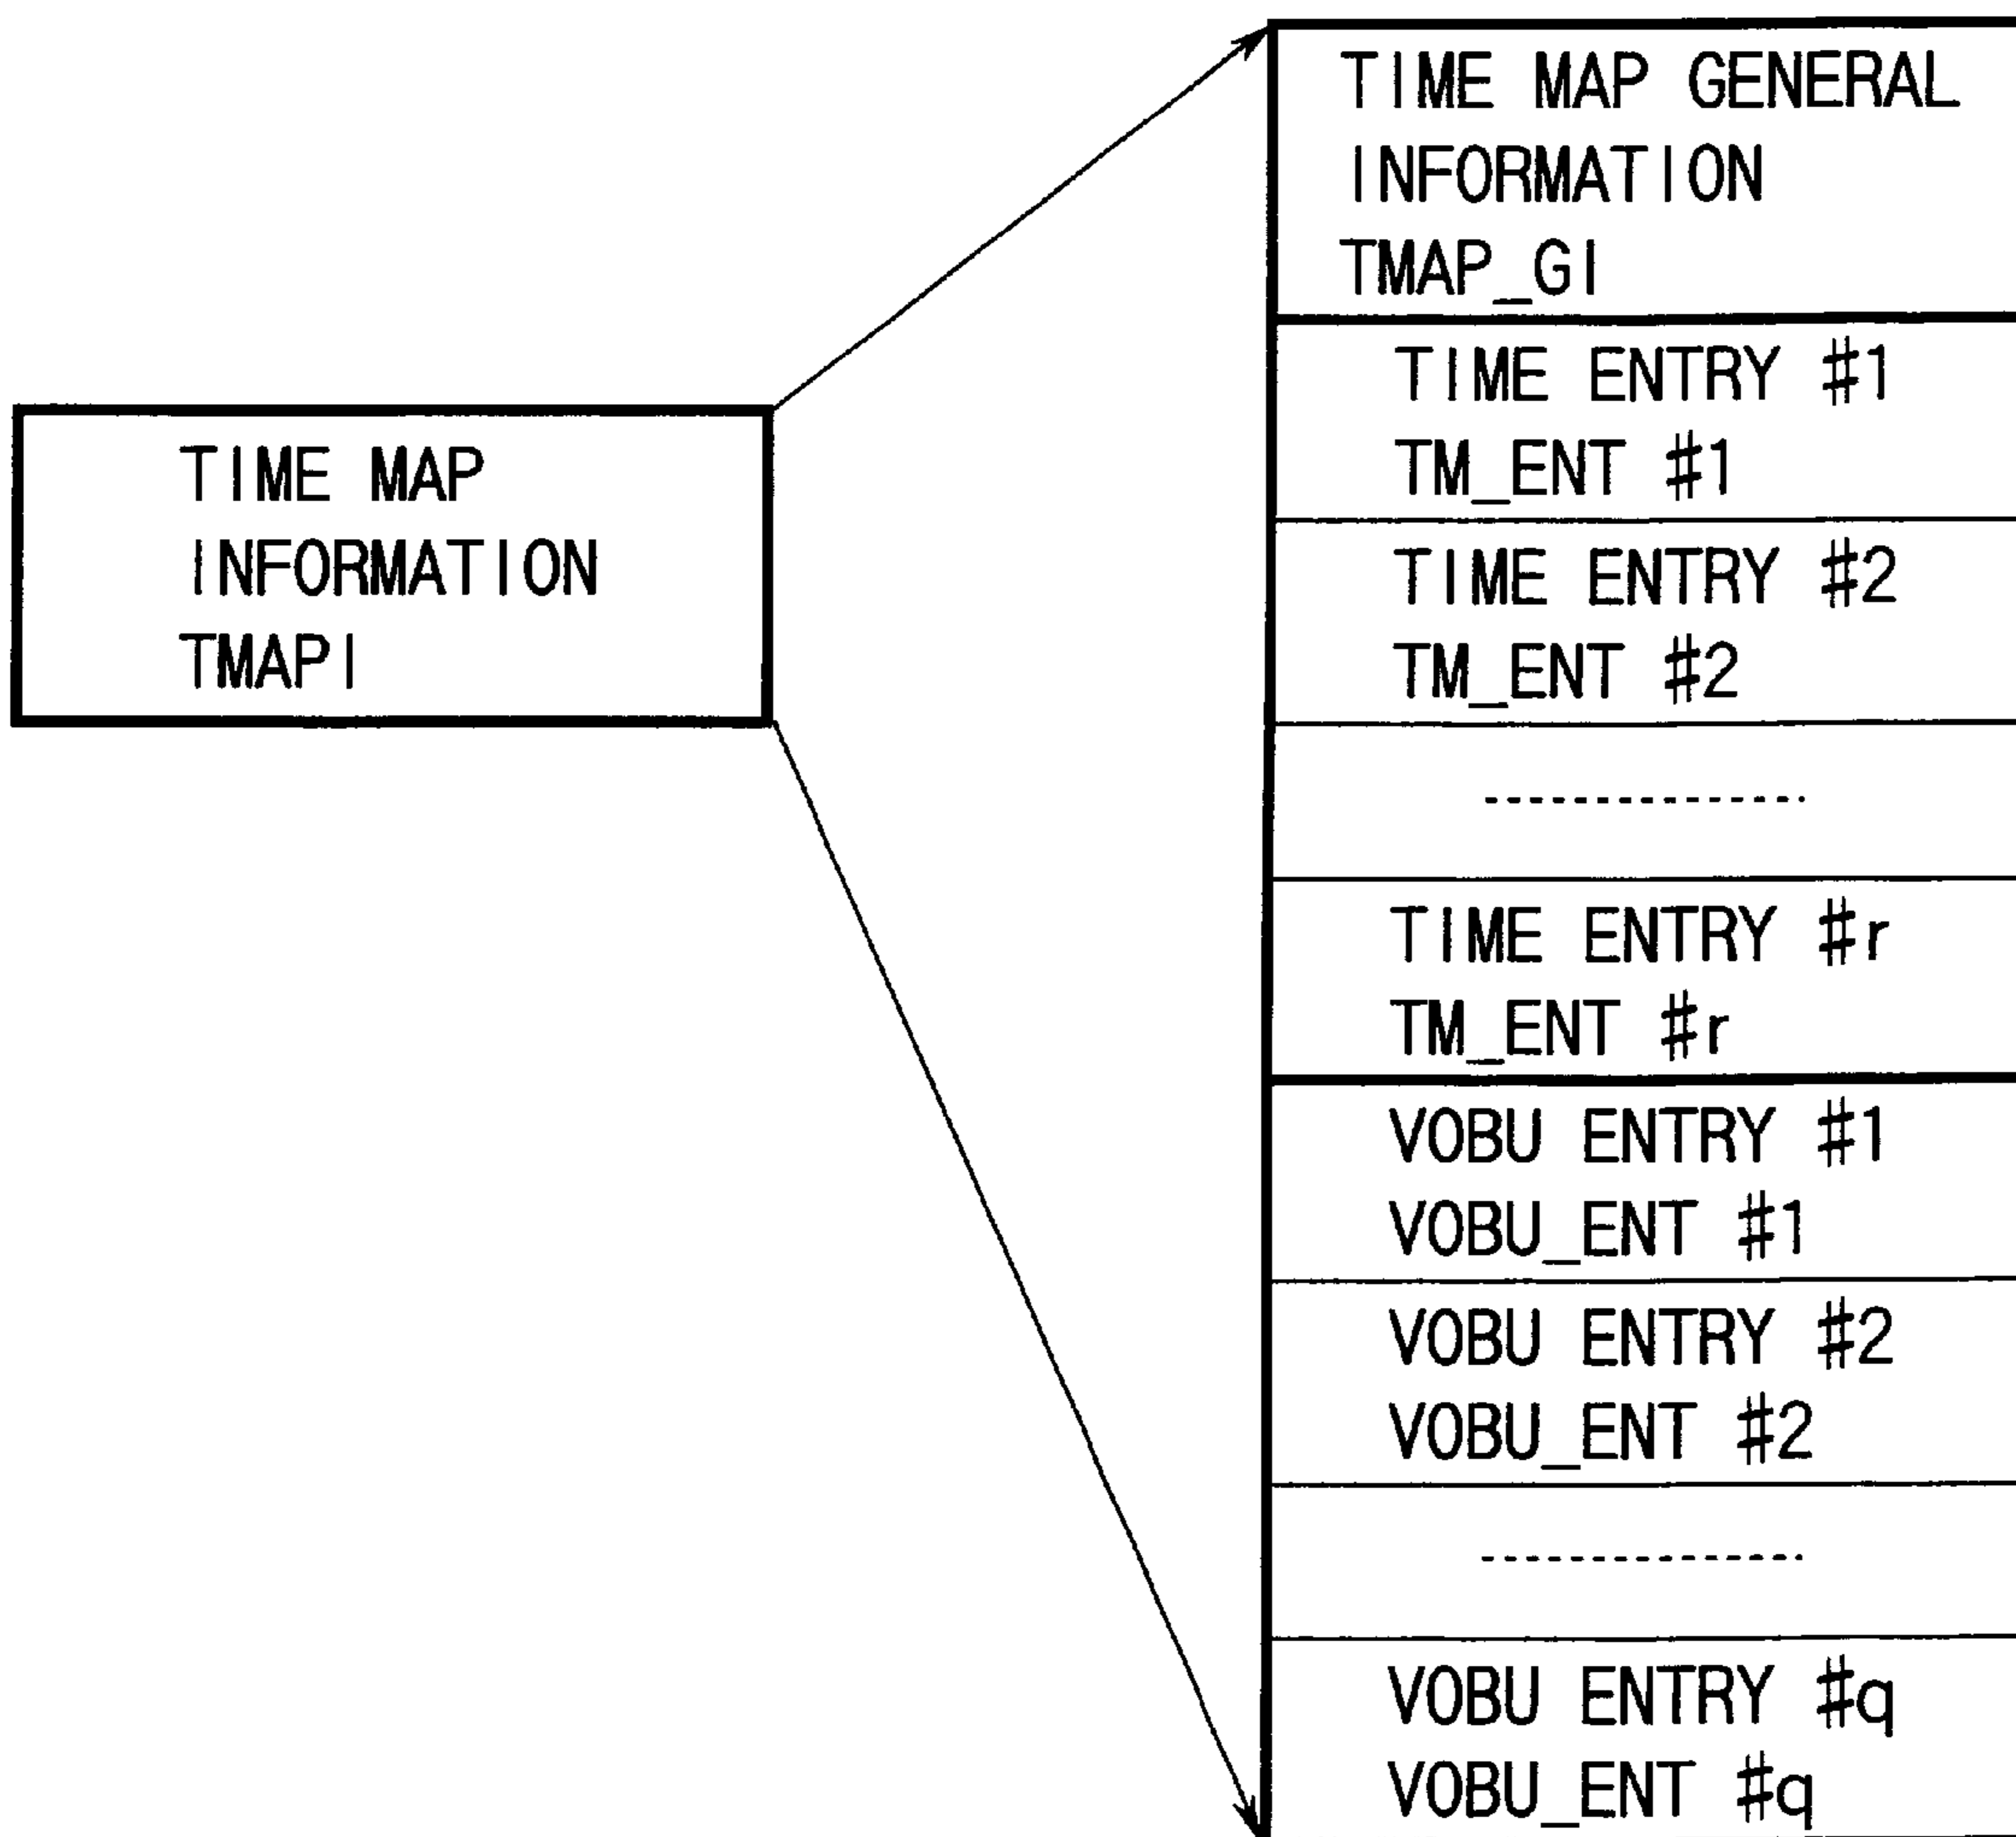 TIME MAP
INFORMATION
TMAPI
TIME MAP GENERAL
INFORMATION
TMAP_GI
TIME ENTRY #1
TM_ENT #1
TIME ENTRY #2
TM_ENT #2
TIME ENTRY #r
TM_ENT #r
VOBU ENTRY #1
VOBU_ENT #1
VOBU ENTRY #2
VOBU_ENT #2
VOBU ENTRY #q
VOBU_ENT #q